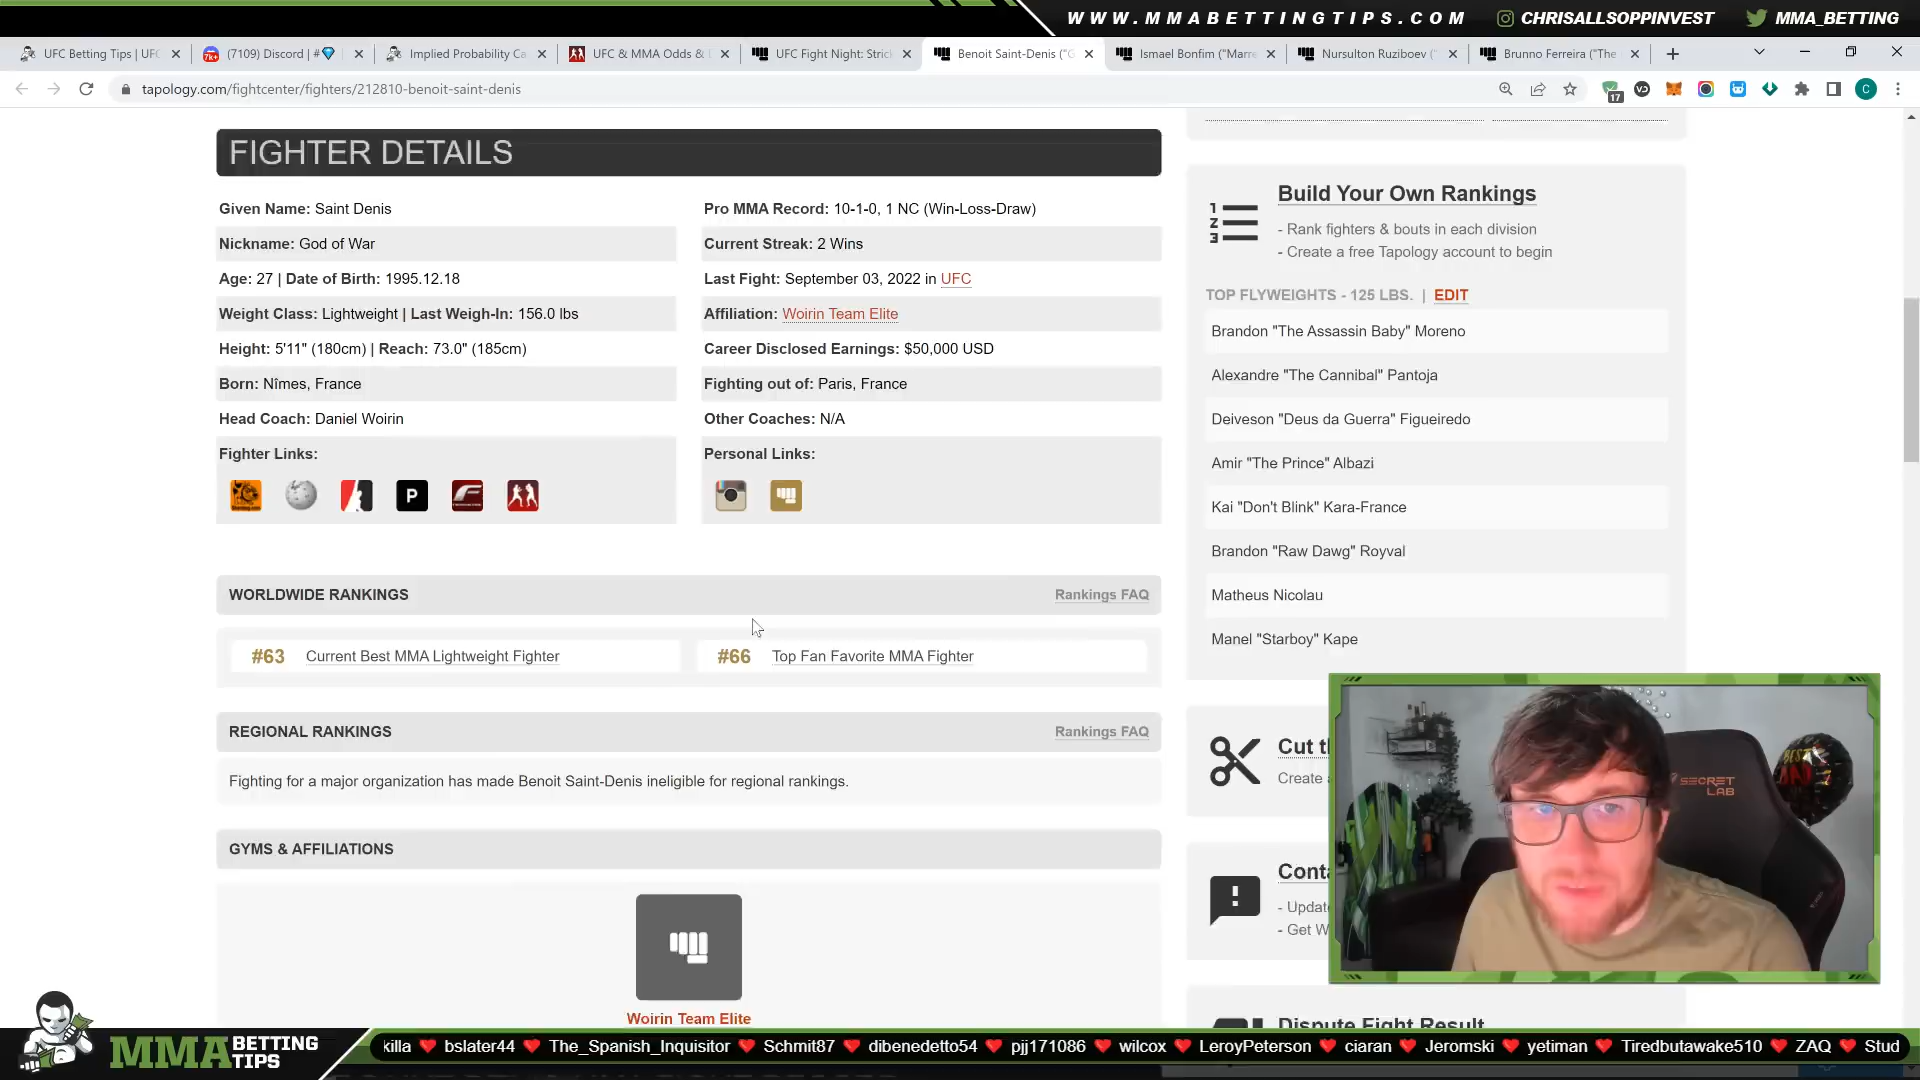 WWW.MMABETTINGTIPS.COM CHRISALLSOPPINVEST MMA_BETTING
UFC Betting Tips | UFC (7109) Discord | # Implied Probability Ca UFC & MMA Odds & UFC Fight Night: Strick Benoit Saint-Denis ("G Ismael Bonfim ("Marre Nursulton Ruziboev (" Brunno Ferreira ("The
tapology.com/fightcenter/fighters/212810-benoit-saint-denis
17
C
FIGHTER DETAILS
Given Name: Saint Denis
Pro MMA Record: 10-1-0, 1 NC (Win-Loss-Draw)
Nickname: God of War
Current Streak: 2 Wins
Age: 27 | Date of Birth: 1995.12.18
Last Fight: September 03, 2022 in UFC
Weight Class: Lightweight | Last Weigh-In: 156.0 lbs
Affiliation: Woirin Team Elite
Height: 5'11" (180cm) | Reach: 73.0" (185cm)
Career Disclosed Earnings: $50,000 USD
Born: Nîmes, France
Fighting out of: Paris, France
Head Coach: Daniel Woirin
Other Coaches: N/A
Fighter Links:
Personal Links:
P
WORLDWIDE RANKINGS
Rankings FAQ
#63 Current Best MMA Lightweight Fighter
#66 Top Fan Favorite MMA Fighter
REGIONAL RANKINGS
Rankings FAQ
Fighting for a major organization has made Benoit Saint-Denis ineligible for regional rankings.
GYMS & AFFILIATIONS
Woirin Team Elite
Build Your Own Rankings
- Rank fighters & bouts in each division
- Create a free Tapology account to begin
TOP FLYWEIGHTS - 125 LBS. | EDIT
Brandon "The Assassin Baby" Moreno
Alexandre "The Cannibal" Pantoja
Deiveson "Deus da Guerra" Figueiredo
Amir "The Prince" Albazi
Kai "Don't Blink" Kara-France
Brandon "Raw Dawg" Royval
Matheus Nicolau
Manel "Starboy" Kape
Cut t
Create a
Conta
- Updat
- Get W
Dispute Fight Result
SECRET
LAB
MMA BETTING TIPS
killa bslater44 The_Spanish_Inquisitor Schmit87 dibenedetto54 pjj171086 wilcox LeroyPeterson ciaran Jeromski yetiman Tiredbutawake510 ZAQ Stud